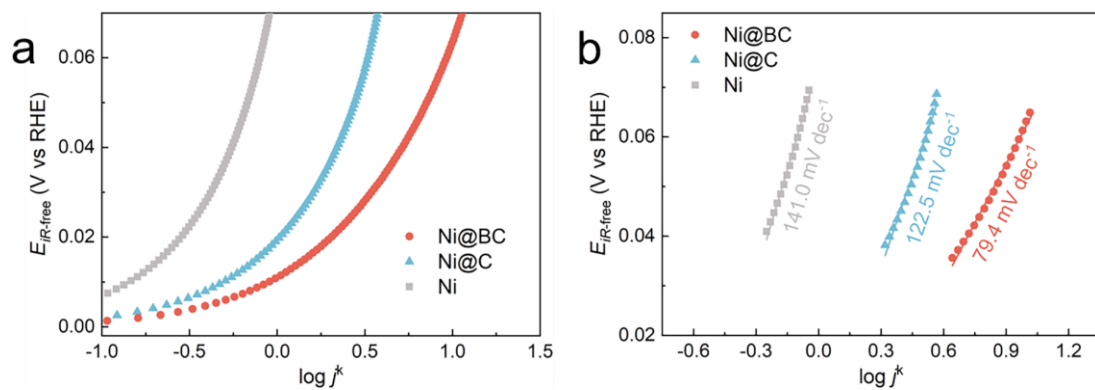 a
E_iR-free (V vs RHE)
0.06
0.04
0.02
0.00
-1.0 -0.5 0.0 0.5 1.0 1.5
log j^k
Ni@BC
Ni@C
Ni
b
E_iR-free (V vs RHE)
0.08
0.06
0.04
0.02
-0.6 -0.3 0.0 0.3 0.6 0.9 1.2
log j^k
Ni@BC
Ni@C
Ni
141.0 mV dec⁻¹
122.5 mV dec⁻¹
79.4 mV dec⁻¹